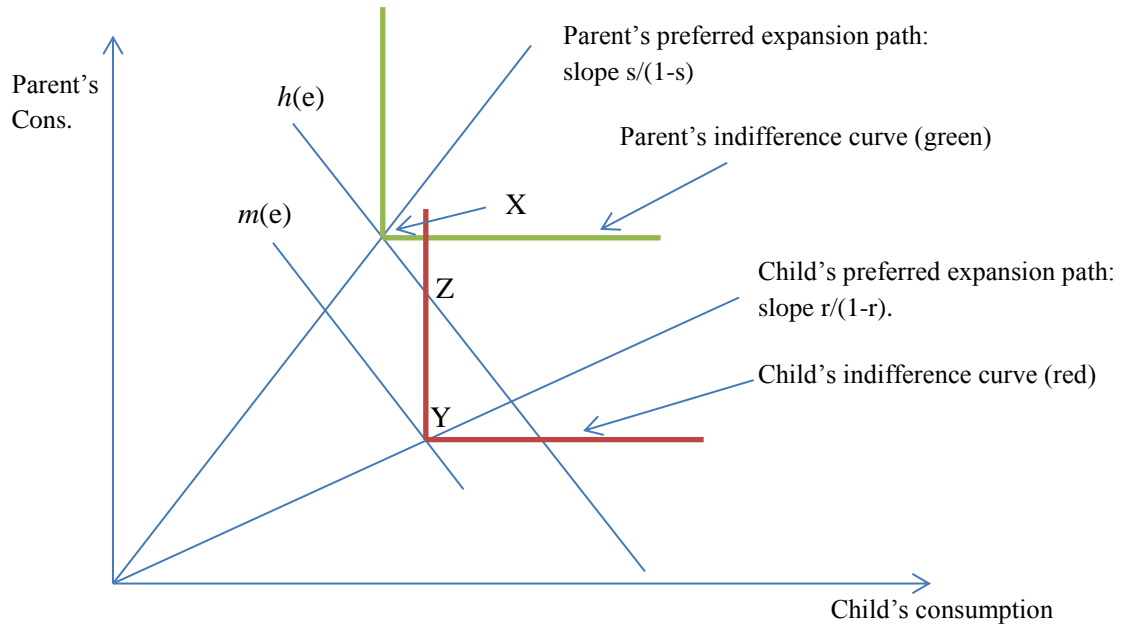 Parent’s preferred expansion path:
slope s/(1-s)
Parent’s
Cons.
h(e)
Parent’s indifference curve (green)
X
m(e)
Child’s preferred expansion path:
slope r/(1-r).
Z
Child’s indifference curve (red)
Y
Child’s consumption